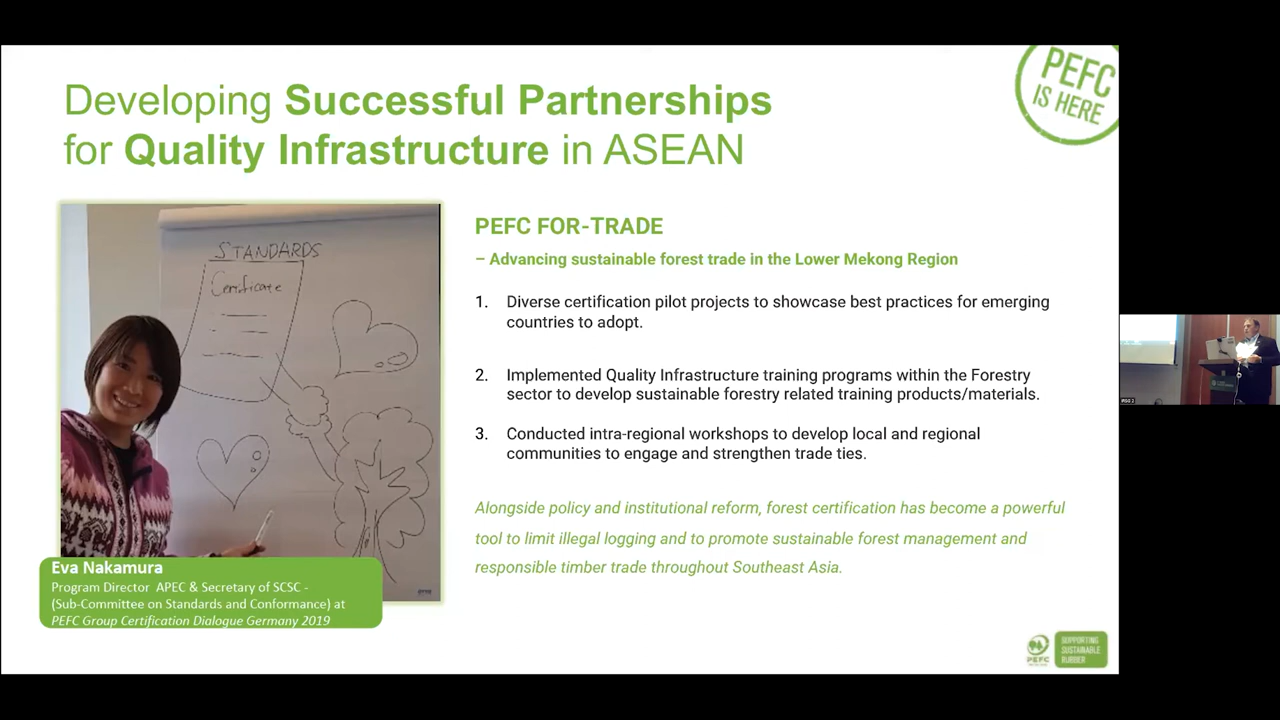 Developing Successful Partnerships
for Quality Infrastructure in ASEAN
PEFC
IS HERE
STANDARDS
Certificate
PEFC FOR-TRADE
– Advancing sustainable forest trade in the Lower Mekong Region
1. Diverse certification pilot projects to showcase best practices for emerging
countries to adopt.
2. Implemented Quality Infrastructure training programs within the Forestry
sector to develop sustainable forestry related training products/materials.
3. Conducted intra-regional workshops to develop local and regional
communities to engage and strengthen trade ties.
Alongside policy and institutional reform, forest certification has become a powerful
tool to limit illegal logging and to promote sustainable forest management and
responsible timber trade throughout Southeast Asia.
Eva Nakamura
Program Director APEC & Secretary of SCSC -
(Sub-Committee on Standards and Conformance) at
PEFC Group Certification Dialogue Germany 2019
PEFC
SUPPORTING
SUSTAINABLE
RUBBER